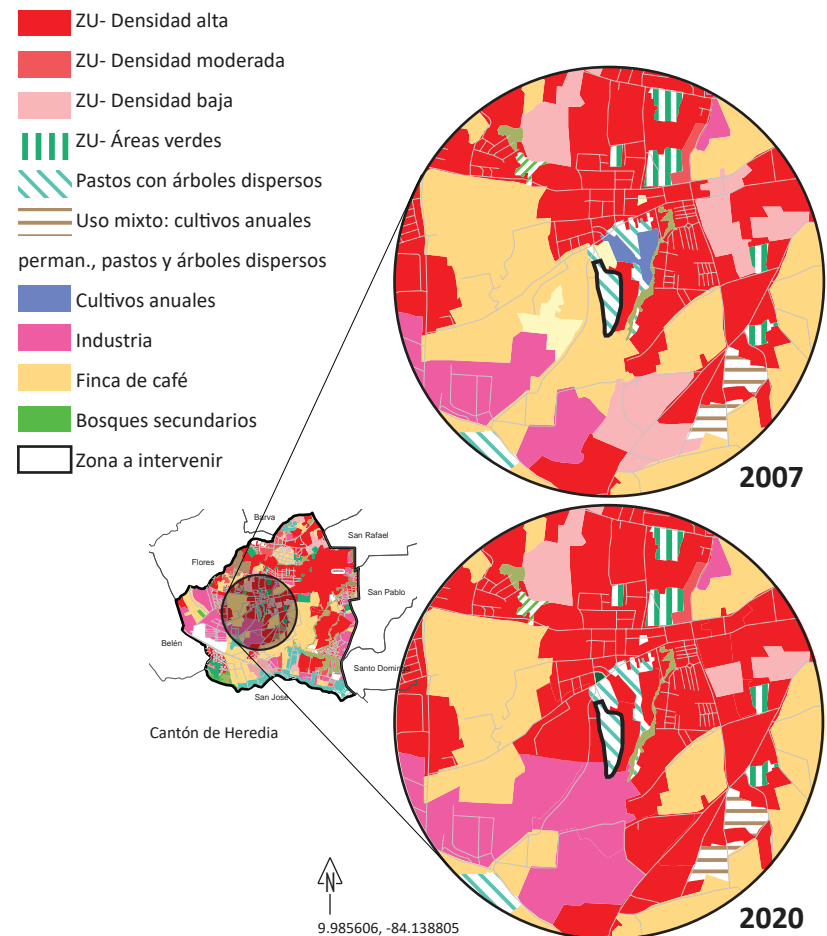 ZU- Densidad alta
ZU- Densidad moderada
ZU- Densidad baja
ZU- Áreas verdes
Pastos con árboles dispersos
Uso mixto: cultivos anuales
perman., pastos y árboles dispersos
Cultivos anuales
Industria
Finca de café
Bosques secundarios
Zona a intervenir
2007
Barva
San Rafael
Flores
San Pablo
Belén
Santo Domingo
San José
Cantón de Heredia
N
9.985606, -84.138805
2020